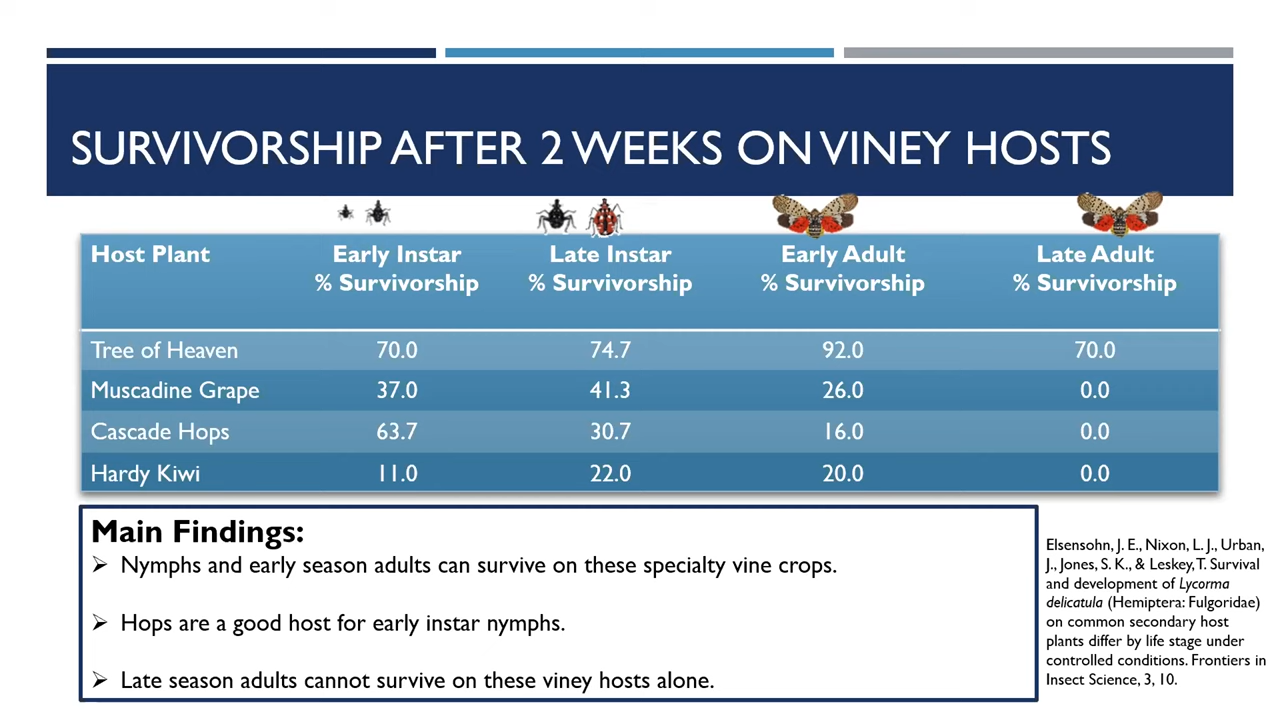 SURVIVORSHIP AFTER 2 WEEKS ON VINEY HOSTS
Host Plant Early Instar Late Instar Early Adult Late Adult
% Survivorship % Survivorship % Survivorship % Survivorship
Tree of Heaven 70.0 74.7 92.0 70.0
Muscadine Grape 37.0 41.3 26.0 0.0
Cascade Hops 63.7 30.7 16.0 0.0
Hardy Kiwi 11.0 22.0 20.0 0.0
Main Findings:
➢ Nymphs and early season adults can survive on these specialty vine crops.
➢ Hops are a good host for early instar nymphs.
➢ Late season adults cannot survive on these viney hosts alone.
Elsensohn, J. E., Nixon, L. J., Urban,
J., Jones, S. K., & Leskey, T. Survival
and development of Lycorma
delicatula (Hemiptera: Fulgoridae)
on common secondary host
plants differ by life stage under
controlled conditions. Frontiers in
Insect Science, 3, 10.